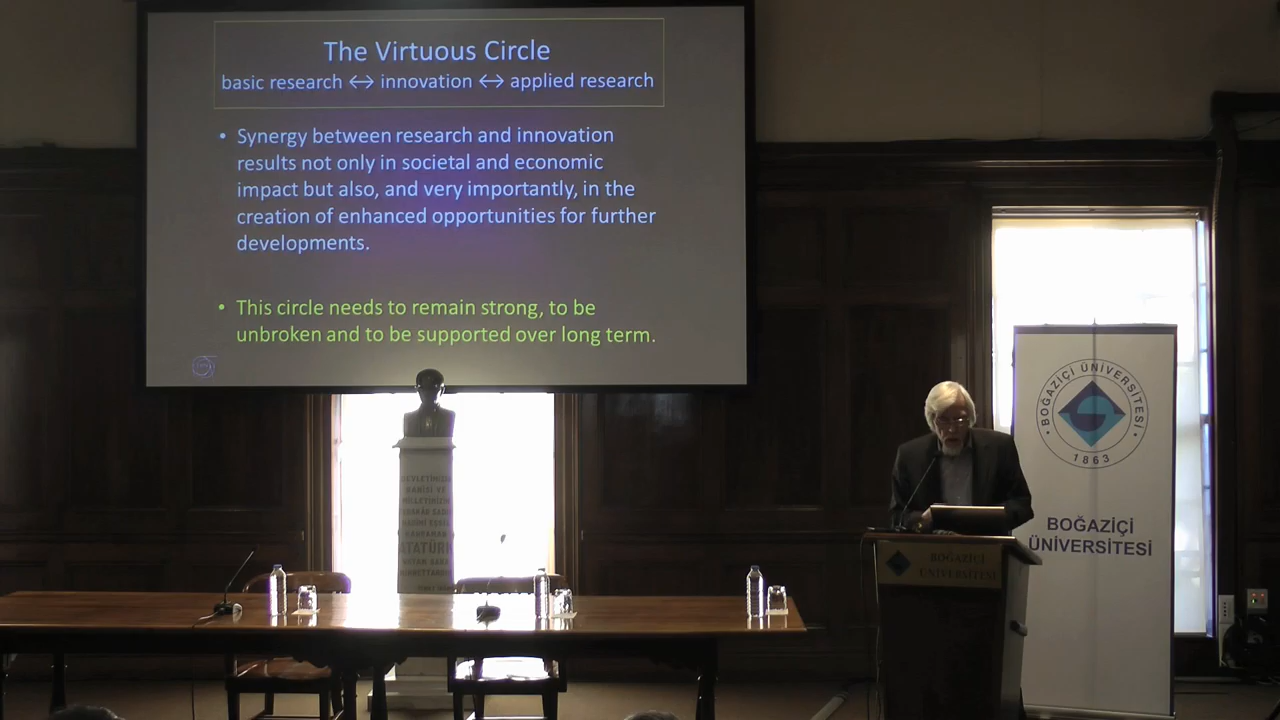 The Virtuous Circle
basic research ↔ innovation ↔ applied research
• Synergy between research and innovation
results not only in societal and economic
impact but also, and very importantly, in the
creation of enhanced opportunities for further
developments.
• This circle needs to remain strong, to be
unbroken and to be supported over long term.
• BOĞAZİÇİ ÜNİVERSİTESİ •
1863
BOĞAZİÇİ
ÜNİVERSİTESİ
BOĞAZİÇİ
ÜNİVERSİTESİ
ATATÜRK